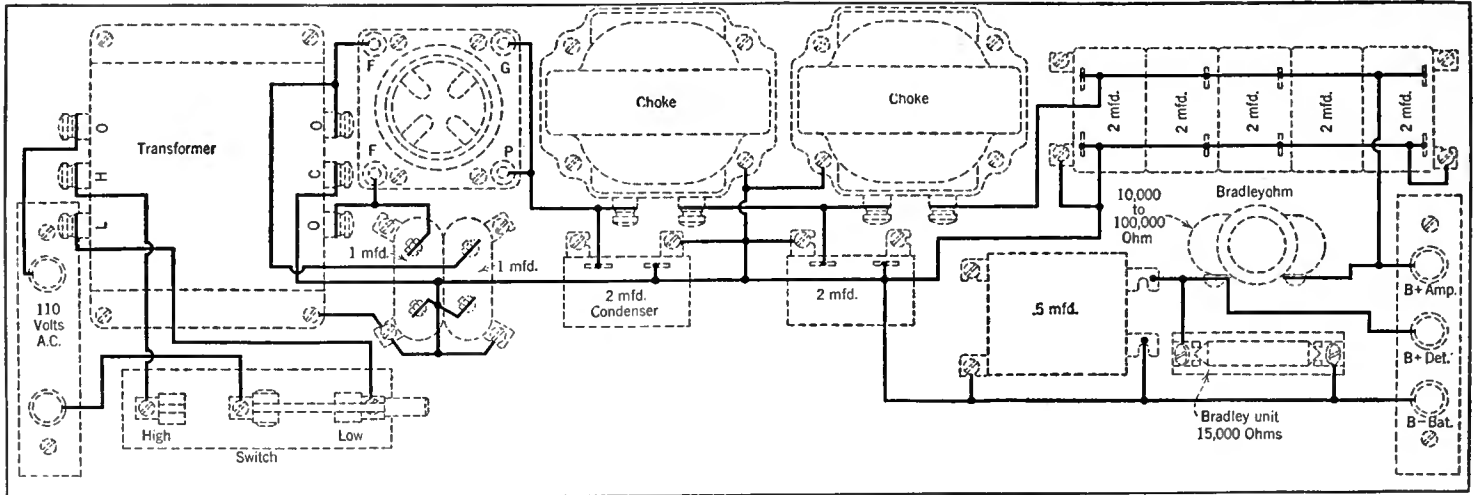 Transformer
O
H
L
O
C
O
F
G
F
P
Choke
Choke
2 mfd.
2 mfd.
2 mfd.
2 mfd.
2 mfd.
Bradleyohm
10,000
to
100,000
Ohm
1 mfd.
1 mfd.
2 mfd.
Condenser
2 mfd.
.5 mfd.
110
Volts
A.C.
B+Amp.
B+Det.
B-Bat.
High
Low
Switch
Bradley unit
15,000 Ohms